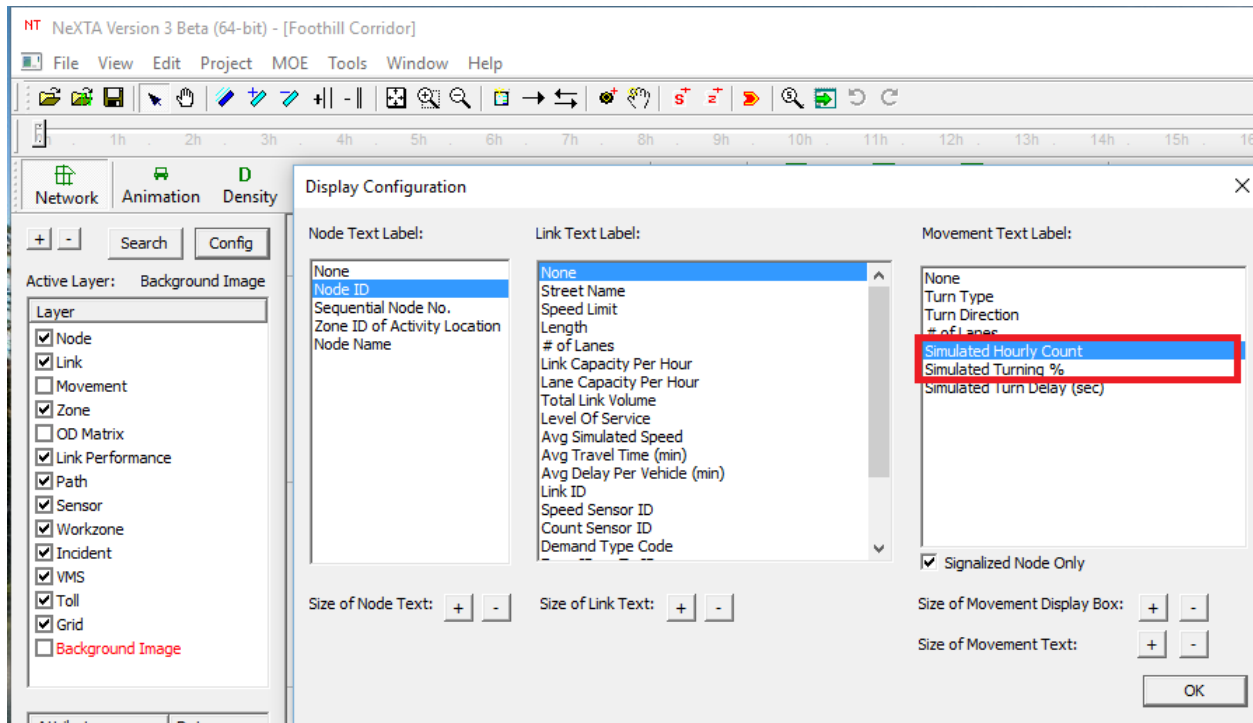 NT NeXTA Version 3 Beta (64-bit) - [Foothill Corridor]
File View Edit Project MOE Tools Window Help
1h 2h 3h 4h 5h 6h 7h 8h 9h 10h 11h 12h 13h 14h 15h
Network Animation D Density
+ - Search Config
Active Layer: Background Image
Layer
Node
Link
Movement
Zone
OD Matrix
Link Performance
Path
Sensor
Workzone
Incident
VMS
Toll
Grid
Background Image
Display Configuration
Node Text Label:
None
Node ID
Sequential Node No.
Zone ID of Activity Location
Node Name
Size of Node Text: + -
Link Text Label:
None
Street Name
Speed Limit
Length
# of Lanes
Link Capacity Per Hour
Lane Capacity Per Hour
Total Link Volume
Level Of Service
Avg Simulated Speed
Avg Travel Time (min)
Avg Delay Per Vehicle (min)
Link ID
Speed Sensor ID
Count Sensor ID
Demand Type Code
Size of Link Text: + -
Movement Text Label:
None
Turn Type
Turn Direction
# of Lanes
Simulated Hourly Count
Simulated Turning %
Simulated Turn Delay (sec)
Signalized Node Only
Size of Movement Display Box: + -
Size of Movement Text: + -
OK